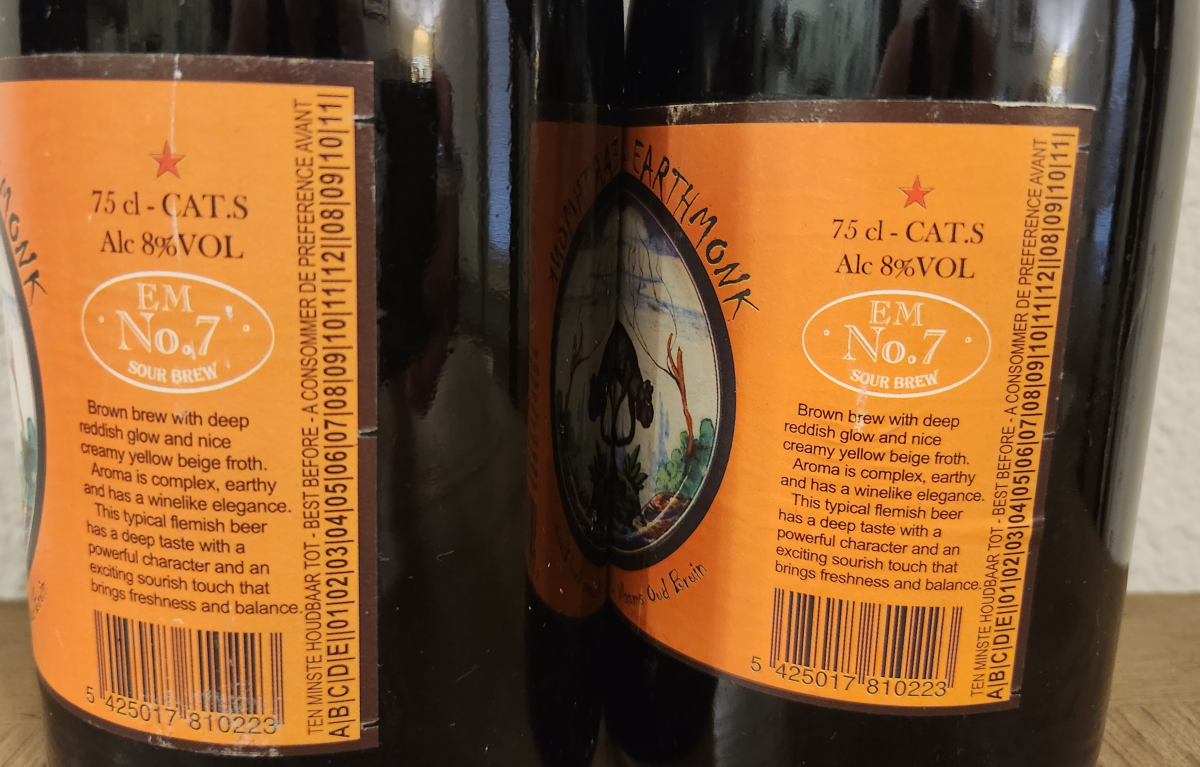 MONK
75 cl - CAT.S
Alc 8%VOL
EM
No.7
SOUR BREW
Brown brew with deep
reddish glow and nice
creamy yellow beige froth.
Aroma is complex, earthy
and has a winelike elegance.
This typical flemish beer
has a deep taste with a
powerful character and an
exciting sourish touch that
brings freshness and balance.
5 425017 810223
TEN MINSTE HOUDBAAR TOT - BEST BEFORE - A CONSOMMER DE PREFERENCE AVANT
A|B|C|D|E||01|02|03|04|05|06|07|08|09|10|11|12||08|09|10|11|
EARTHMONK
Oud Bruin
75 cl - CAT.S
Alc 8%VOL
EM
No.7
SOUR BREW
Brown brew with deep
reddish glow and nice
creamy yellow beige froth.
Aroma is complex, earthy
and has a winelike elegance.
This typical flemish beer
has a deep taste with a
powerful character and an
exciting sourish touch that
brings freshness and balance.
5 425017 810223
TEN MINSTE HOUDBAAR TOT - BEST BEFORE - A CONSOMMER DE PREFERENCE AVANT
A|B|C|D|E||01|02|03|04|05|06|07|08|09|10|11|12||08|09|10|11|